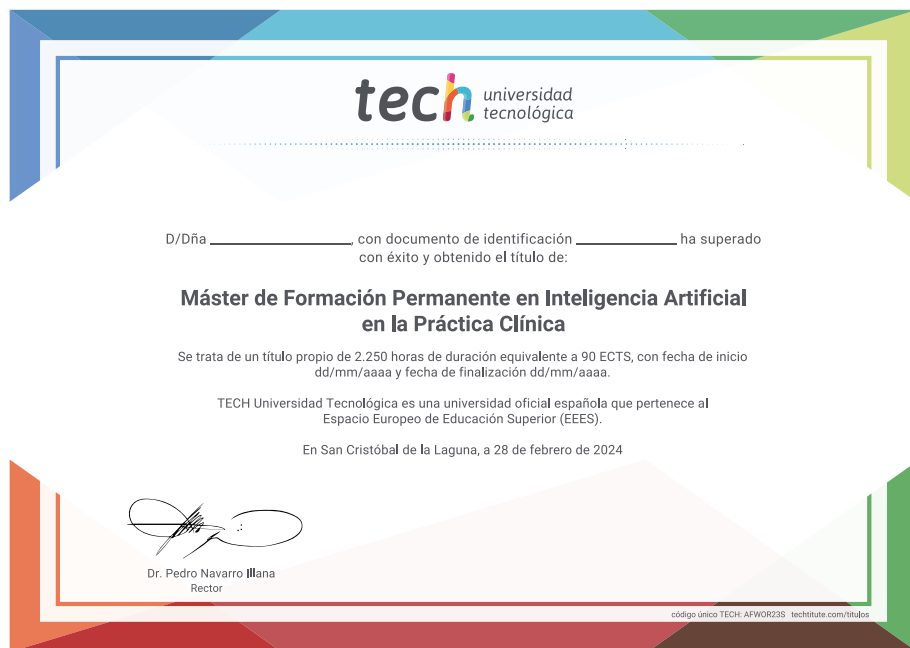 tech universidad
tecnológica
D/Dña ____________________, con documento de identificación ______________ ha superado
con éxito y obtenido el título de:
Máster de Formación Permanente en Inteligencia Artificial
en la Práctica Clínica
Se trata de un título propio de 2.250 horas de duración equivalente a 90 ECTS, con fecha de inicio
dd/mm/aaaa y fecha de finalización dd/mm/aaaa.
TECH Universidad Tecnológica es una universidad oficial española que pertenece al
Espacio Europeo de Educación Superior (EEES).
En San Cristóbal de la Laguna, a 28 de febrero de 2024
Dr. Pedro Navarro Illana
Rector
código único TECH: AFWOR23S techtitute.com/titulos